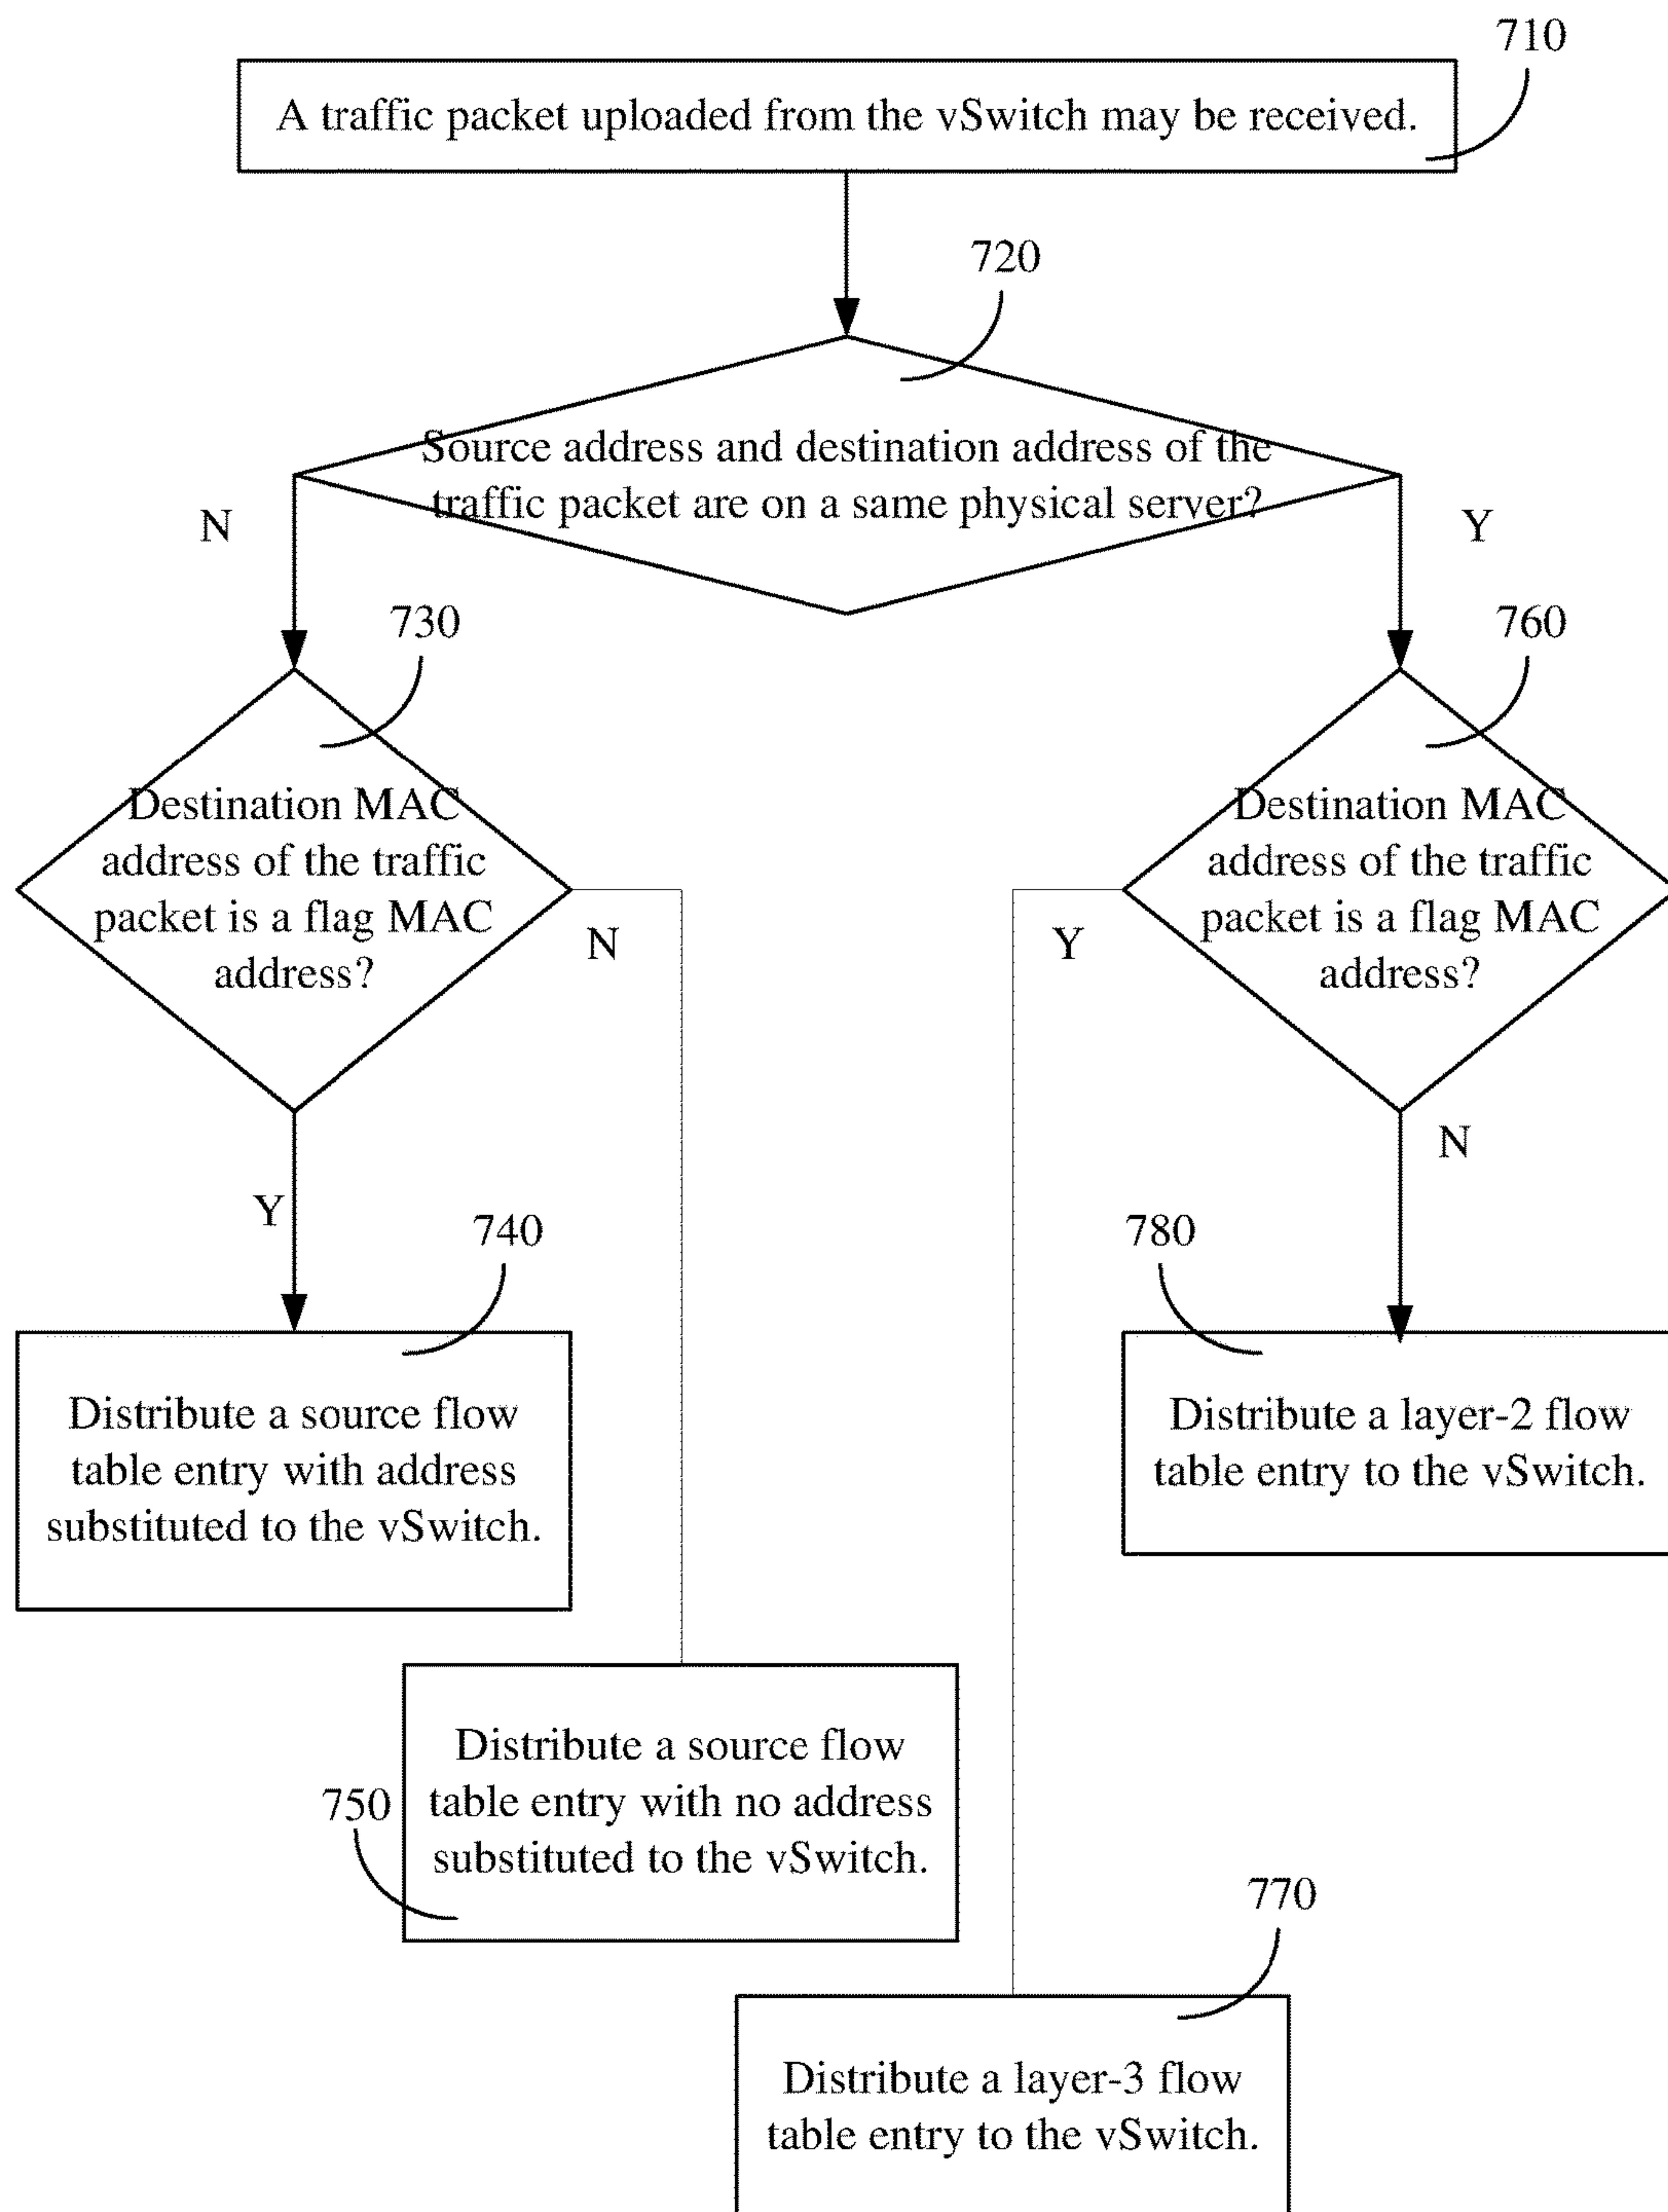 710
A traffic packet uploaded from the vSwitch may be received.
720
Source address and destination address of the
traffic packet are on a same physical server?
N
Y
730
760
Destination MAC
address of the traffic
packet is a flag MAC
address?
N
Destination MAC
address of the traffic
packet is a flag MAC
address?
Y
N
Y
740
780
Distribute a source flow
table entry with address
substituted to the vSwitch.
Distribute a layer-2 flow
table entry to the vSwitch.
750
Distribute a source flow
table entry with no address
substituted to the vSwitch.
770
Distribute a layer-3 flow
table entry to the vSwitch.